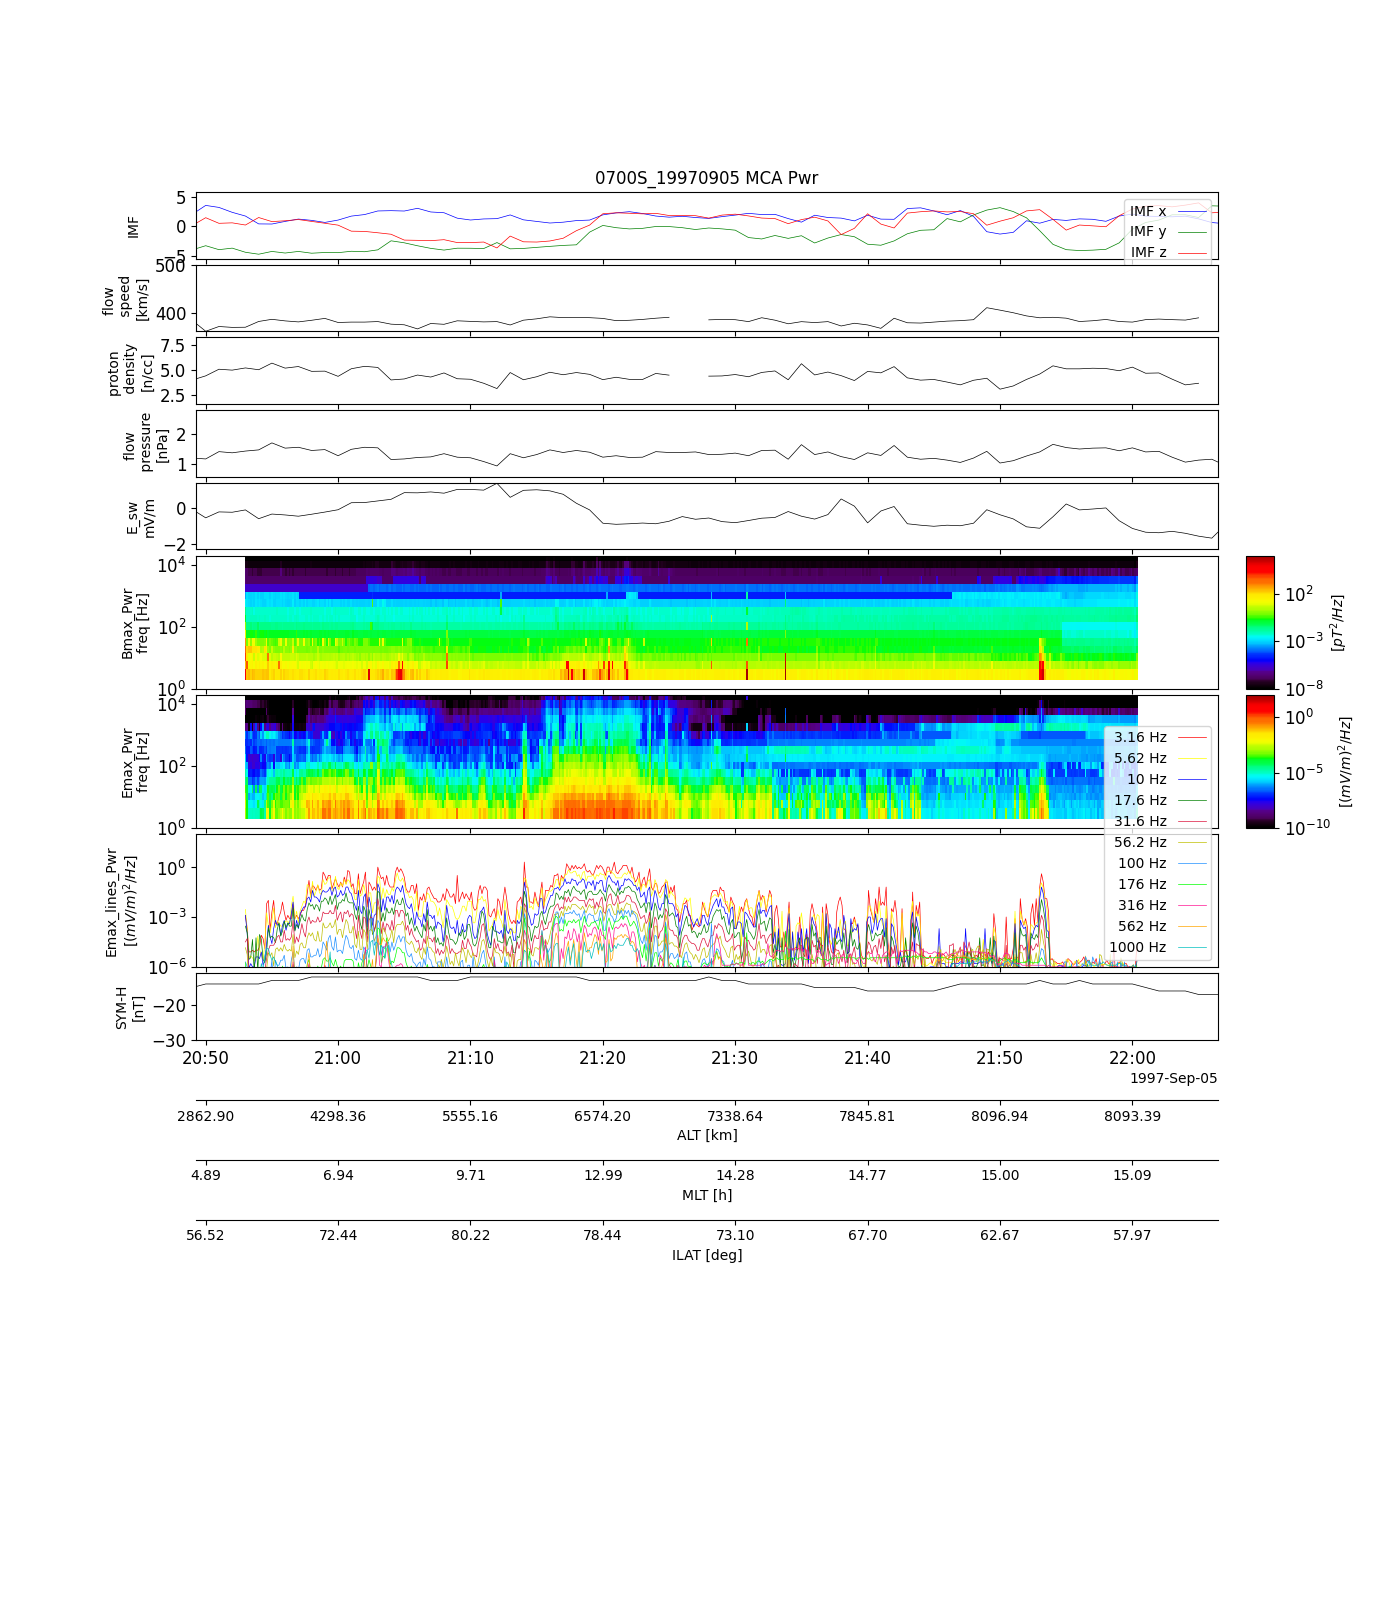 0700S_19970905 MCA Pwr
5
0
−5
IMF
IMF x
IMF y
IMF z
500
400
flow
speed
[km/s]
7.5
5.0
2.5
proton
density
[n/cc]
2
1
flow
pressure
[nPa]
0
−2
E_sw
mV/m
10^4
10^2
10^0
Bmax_Pwr
freq [Hz]
10^2
10^−3
10^−8
[pT^2/Hz]
10^4
10^2
10^0
Emax_Pwr
freq [Hz]
10^0
10^−5
10^−10
[(mV/m)^2/Hz]
3.16 Hz
5.62 Hz
10 Hz
17.6 Hz
31.6 Hz
56.2 Hz
100 Hz
176 Hz
316 Hz
562 Hz
1000 Hz
10^0
10^−3
10^−6
Emax_lines_Pwr
[(mV/m)^2/Hz]
−20
−30
SYM-H
[nT]
20:50 21:00 21:10 21:20 21:30 21:40 21:50 22:00
1997-Sep-05
2862.90 4298.36 5555.16 6574.20 7338.64 7845.81 8096.94 8093.39
ALT [km]
4.89 6.94 9.71 12.99 14.28 14.77 15.00 15.09
MLT [h]
56.52 72.44 80.22 78.44 73.10 67.70 62.67 57.97
ILAT [deg]